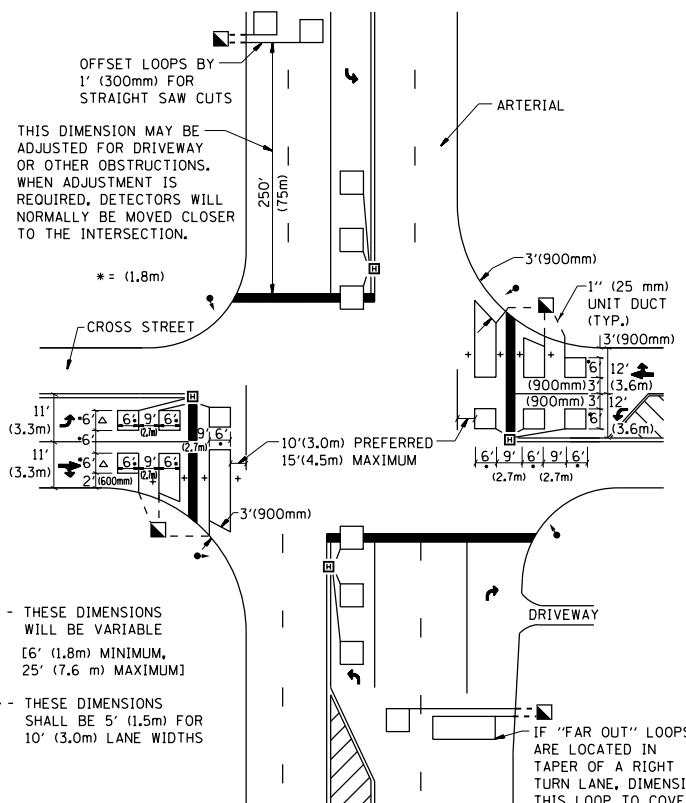 OFFSET LOOPS BY
1' (300mm) FOR
STRAIGHT SAW CUTS
THIS DIMENSION MAY BE
ADJUSTED FOR DRIVEWAY
OR OTHER OBSTRUCTIONS.
WHEN ADJUSTMENT IS
REQUIRED, DETECTORS WILL
NORMALLY BE MOVED CLOSER
TO THE INTERSECTION.
250'
(75m)
ARTERIAL
* = (1.8m)
H
3'(900mm)
1" (25 mm)
UNIT DUCT
(TYP.)
CROSS STREET
3'(900mm)
*6'
12'
(3.6m)
(900mm) 3'
(900mm) 3'
6'
12'
(3.6m)
H
11'
(3.3m)
*6'
6'
9'
6'
(2.7m)
*6'
9'
6'
(2.7m)
11'
(3.3m)
*6'
6'
9'
6'
(2.7m)
2'
(600mm)
10'(3.0m) PREFERRED
15'(4.5m) MAXIMUM
H
6'
9'
6'
9'
6'
(2.7m)
(2.7m)
3'(900mm)
H
- THESE DIMENSIONS
WILL BE VARIABLE
[6' (1.8m) MINIMUM,
25' (7.6 m) MAXIMUM]
- THESE DIMENSIONS
SHALL BE 5' (1.5m) FOR
10' (3.0m) LANE WIDTHS
DRIVEWAY
IF "FAR OUT" LOOPS
ARE LOCATED IN
TAPER OF A RIGHT
TURN LANE, DIMENSI
THIS LOOP TO COVE